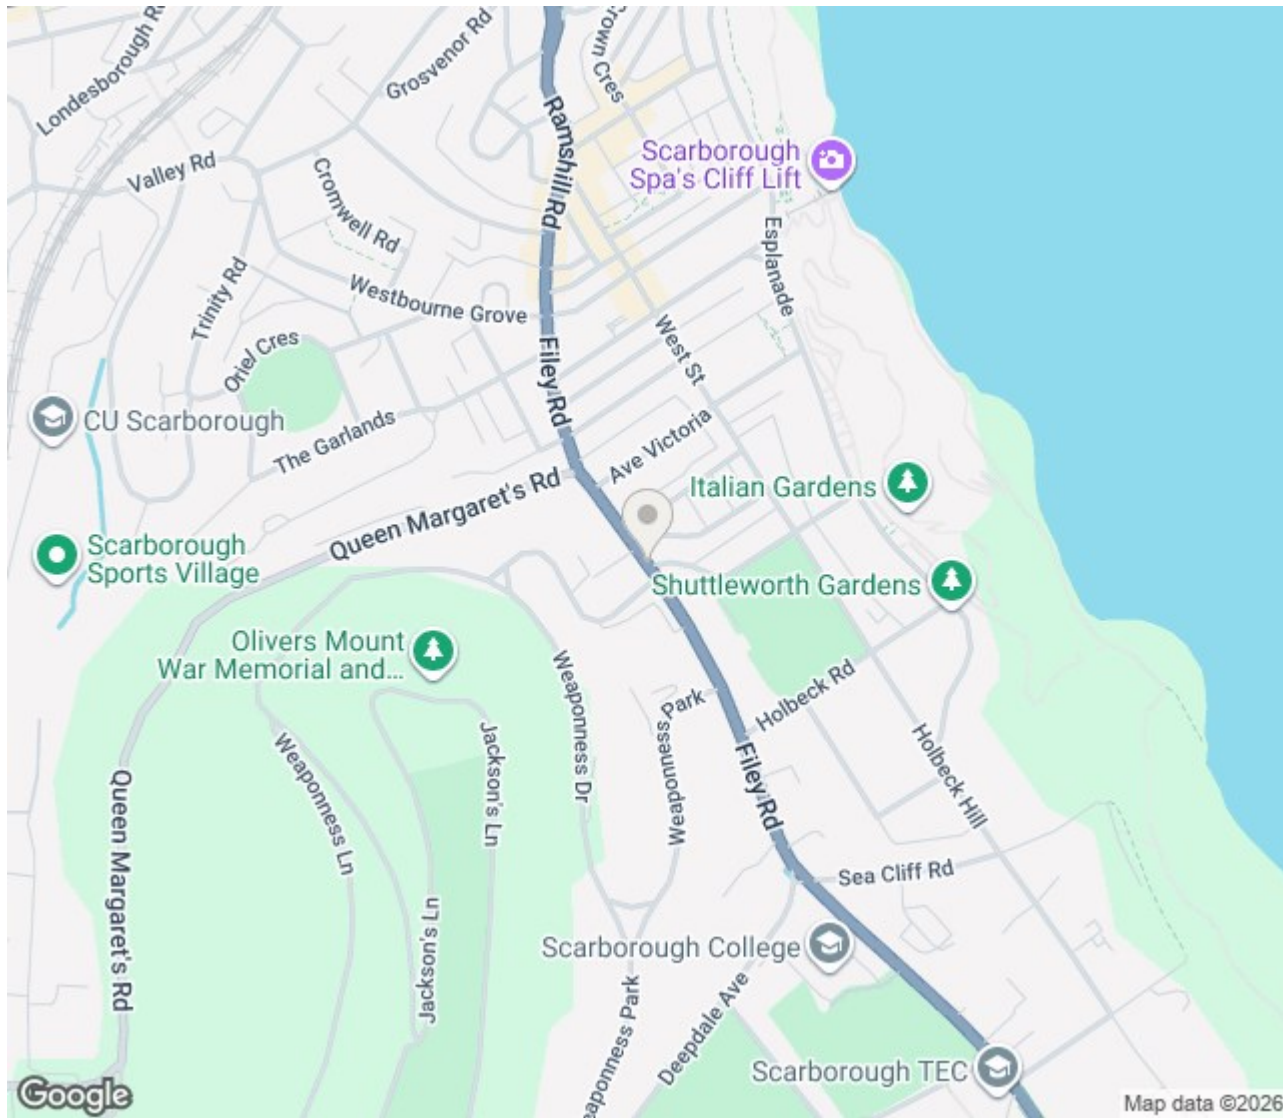 Londesborough Rd
Grosvenor Rd
Crown Cres
Ramshill Rd
Scarborough
Spa's Cliff Lift
Valley Rd
Cromwell Rd
Esplanade
Trinity Rd
Westbourne Grove
West St
Oriel Cres
Filey Rd
CU Scarborough
The Garlands
Ave Victoria
Italian Gardens
Queen Margaret's Rd
Scarborough
Sports Village
Shuttleworth Gardens
Olivers Mount
War Memorial and...
Weaponness Dr
Weaponness Park
Holbeck Rd
Jackson's Ln
Weaponness Ln
Holbeck Hill
Filey Rd
Queen Margaret's Rd
Sea Cliff Rd
Jackson's Ln
Scarborough College
Weaponness Park
Deepdale Ave
Scarborough TEC
Google
Map data ©2026